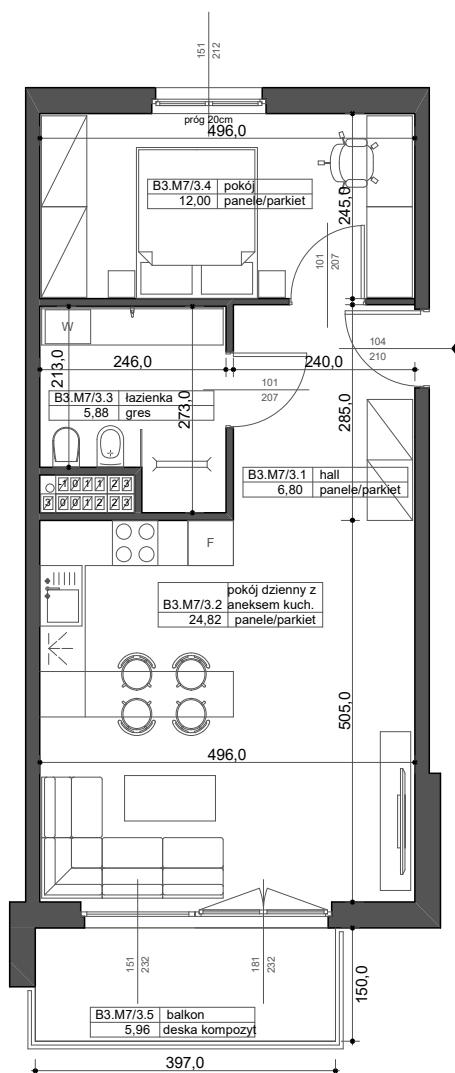 151
212
próg 20cm
496,0
B3.M7/3.4 pokój
12,00 panele/parkiet
245,0
101
207
W
104
210
213,0
246,0
240,0
101
207
B3.M7/3.3 łazienka
5,88 gres
273,0
285,0
B3.M7/3.1 hall
6,80 panele/parkiet
F
pokój dzienny z
B3.M7/3.2 aneksem kuch.
24,82 panele/parkiet
505,0
496,0
151
232
181
232
150,0
B3.M7/3.5 balkon
5,96 deska kompozyt
397,0